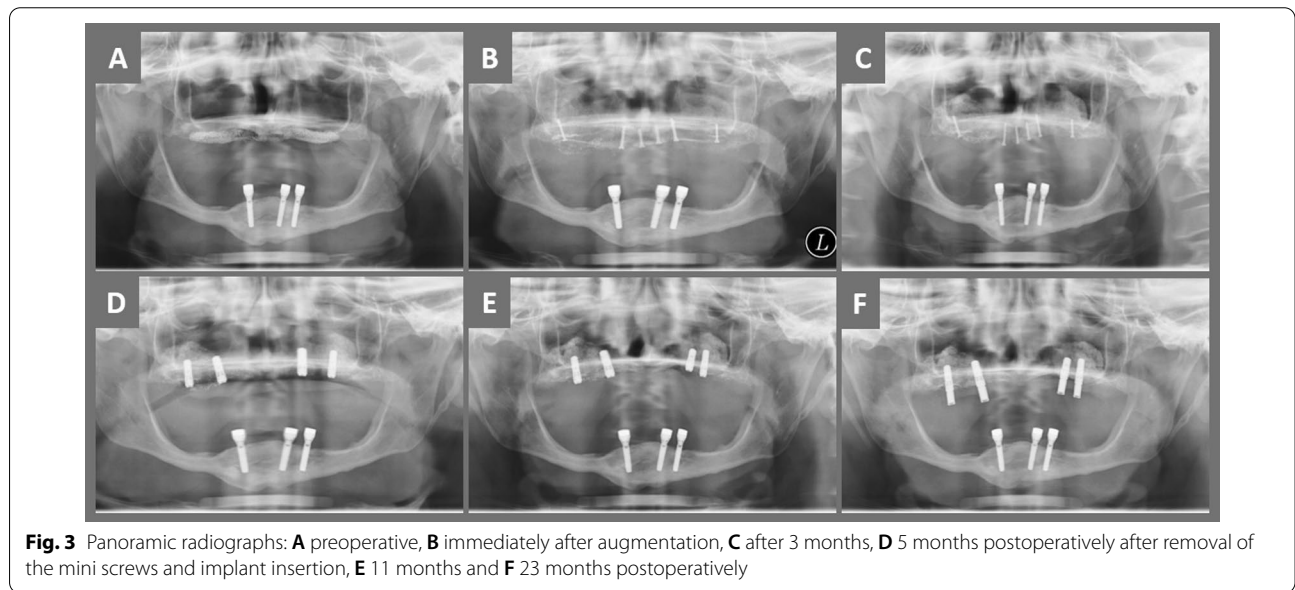 A
B
C
L
D
E
F
Fig. 3 Panoramic radiographs: A preoperative, B immediately after augmentation, C after 3 months, D 5 months postoperatively after removal of
the mini screws and implant insertion, E 11 months and F 23 months postoperatively